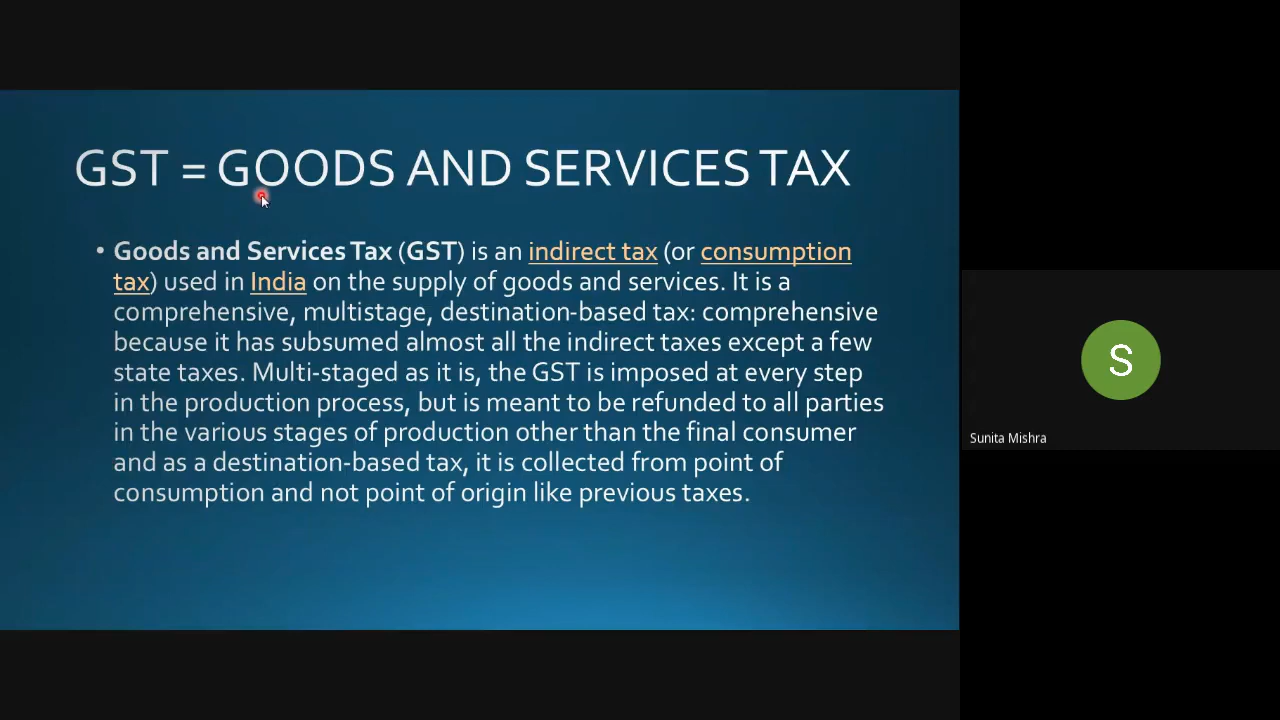 GST = GOODS AND SERVICES TAX
• Goods and Services Tax (GST) is an indirect tax (or consumption
tax) used in India on the supply of goods and services. It is a
comprehensive, multistage, destination-based tax: comprehensive
because it has subsumed almost all the indirect taxes except a few
state taxes. Multi-staged as it is, the GST is imposed at every step
in the production process, but is meant to be refunded to all parties
in the various stages of production other than the final consumer
and as a destination-based tax, it is collected from point of
consumption and not point of origin like previous taxes.
S
Sunita Mishra